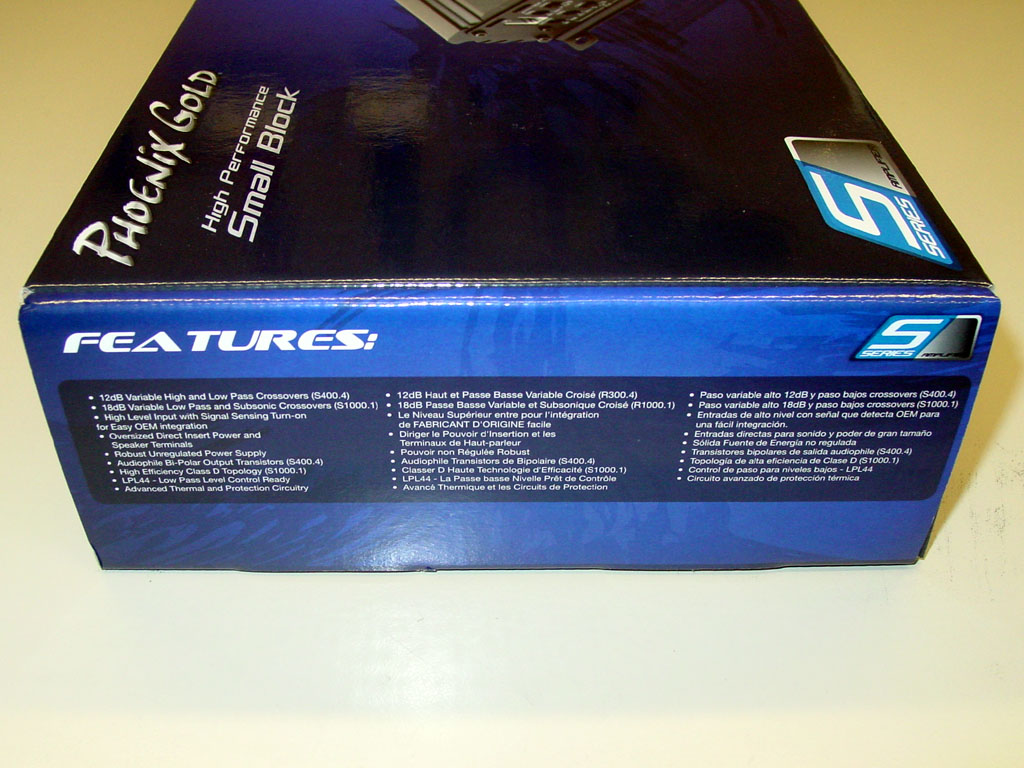 PHOENIX GOLD
High Performance
Small Block
S
SERIES
AMPLIFIER
FEATURES:
S
SERIES
• 12dB Variable High and Low Pass Crossovers (S400.4)
• 18dB Variable Low Pass and Subsonic Crossovers (S1000.1)
• High Level Input with Signal Sensing Turn-on
for Easy OEM integration
• Oversized Direct Insert Power and
Speaker Terminals
• Robust Unregulated Power Supply
• Audiophile Bi-Polar Output Transistors (S400.4)
• High Efficiency Class D Topology (S1000.1)
• LPL44 - Low Pass Level Control Ready
• Advanced Thermal and Protection Circuitry
• 12dB Haut et Passe Basse Variable Croisé (R300.4)
• 18dB Passe Basse Variable et Subsonique Croisé (R1000.1)
• Le Niveau Supérieur entre pour l'intégration
de FABRICANT D'ORIGINE facile
• Diriger le Pouvoir d'Insertion et les
Terminaux de Haut-parleur
• Pouvoir non Régulée Robust
• Audiophile Transistors de Bipolaire (S400.4)
• Classer D Haute Technologie d'Efficacité (S1000.1)
• LPL44 - La Passe basse Nivelle Prêt de Contrôle
• Avancé Thermique et les Circuits de Protection
• Paso variable alto 12dB y paso bajos crossovers (S400.4)
• Paso variable alto 18dB y paso bajos crossovers (S1000.1)
• Entradas de alto nivel con señal que detecta OEM para
una fácil integración.
• Entradas directas para sonido y poder de gran tamaño
• Sólida Fuente de Energía no regulada
• Transistores bipolares de salida audiophile (S400.4)
• Topología de alta eficiencia de Clase D (S1000.1)
• Control de paso para niveles bajos - LPL44
• Circuito avanzado de protección térmica